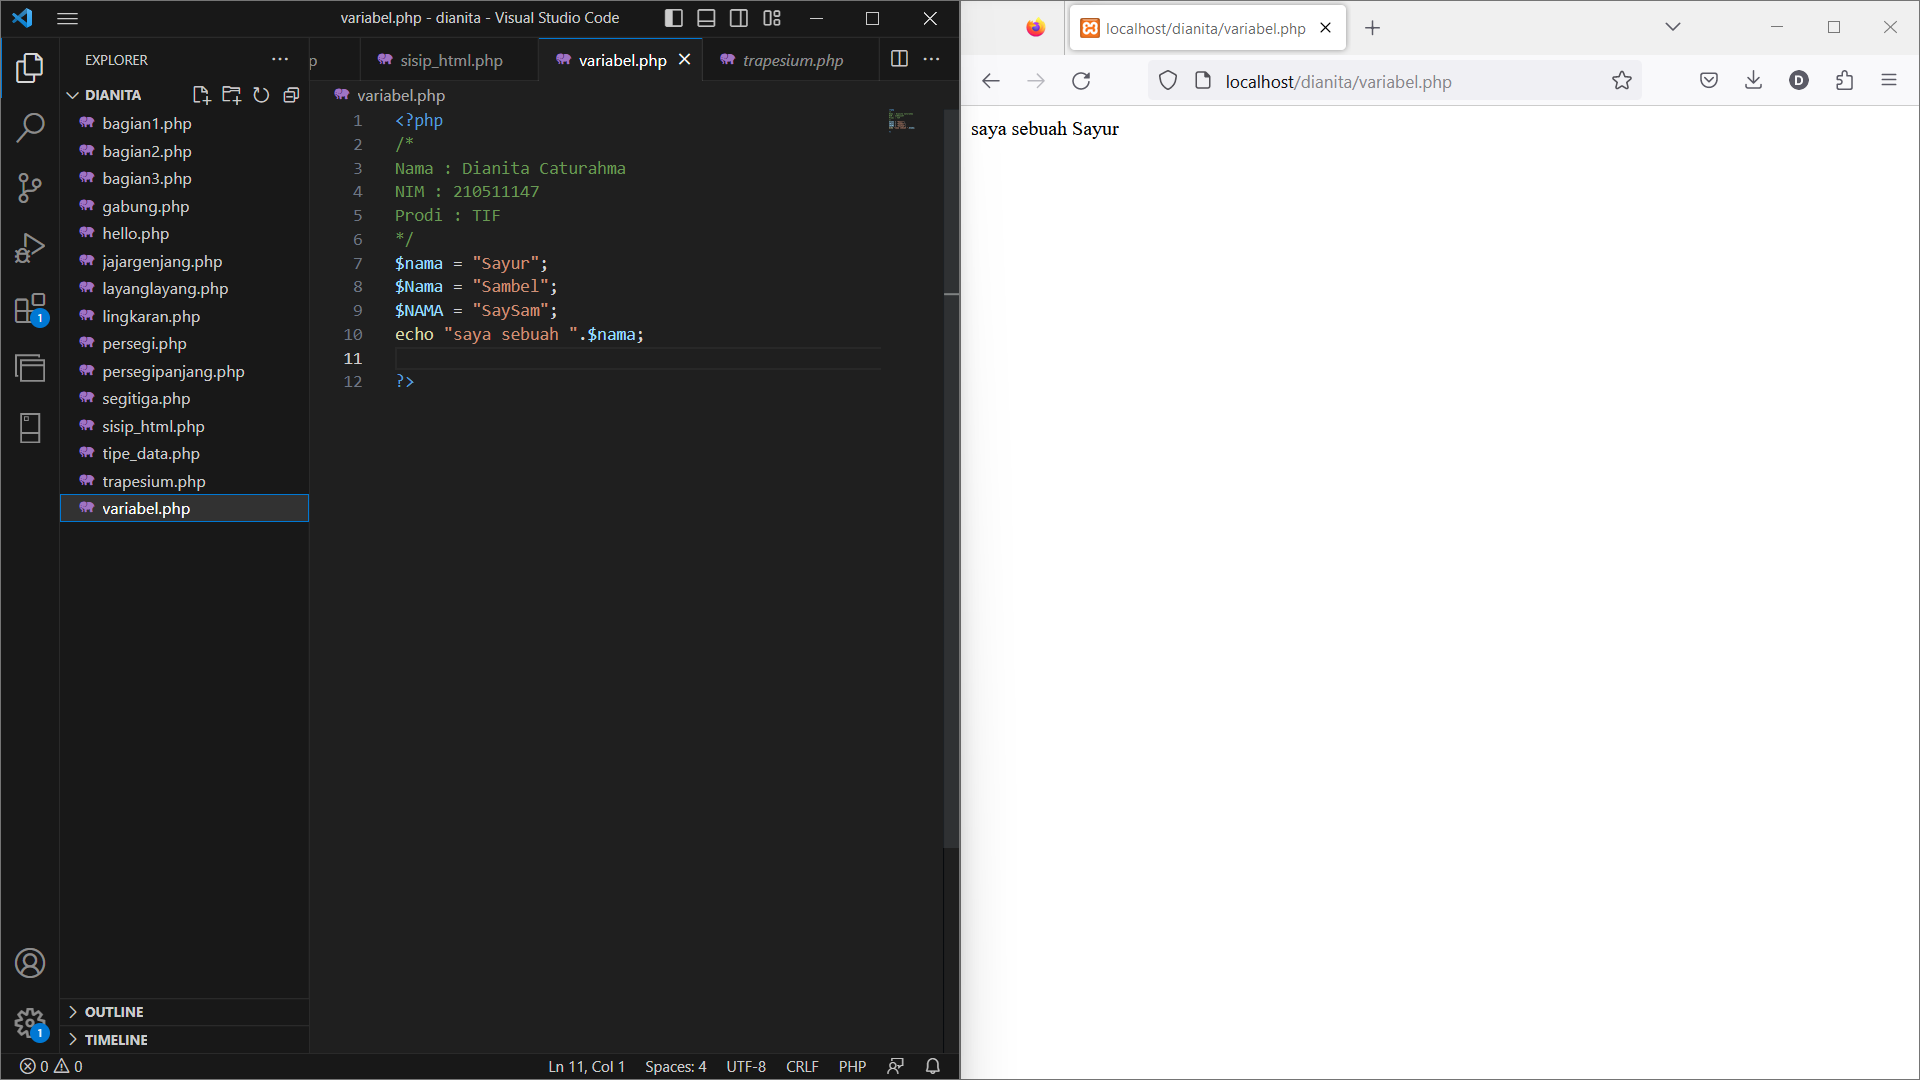 variabel.php - dianita - Visual Studio Code
EXPLORER
DIANITA
bagian1.php
bagian2.php
bagian3.php
gabung.php
hello.php
jajargenjang.php
layanglayang.php
lingkaran.php
persegi.php
persegipanjang.php
segitiga.php
sisip_html.php
tipe_data.php
trapesium.php
variabel.php
OUTLINE
TIMELINE
1
1
p
sisip_html.php
variabel.php
trapesium.php
variabel.php
1 <?php
2 /*
3 Nama : Dianita Caturahma
4 NIM : 210511147
5 Prodi : TIF
6 */
7 $nama = "Sayur";
8 $Nama = "Sambel";
9 $NAMA = "SaySam";
10 echo "saya sebuah ".$nama;
11
12 ?>
0 0 Ln 11, Col 1 Spaces: 4 UTF-8 CRLF PHP
localhost/dianita/variabel.php
localhost/dianita/variabel.php
D
saya sebuah Sayur